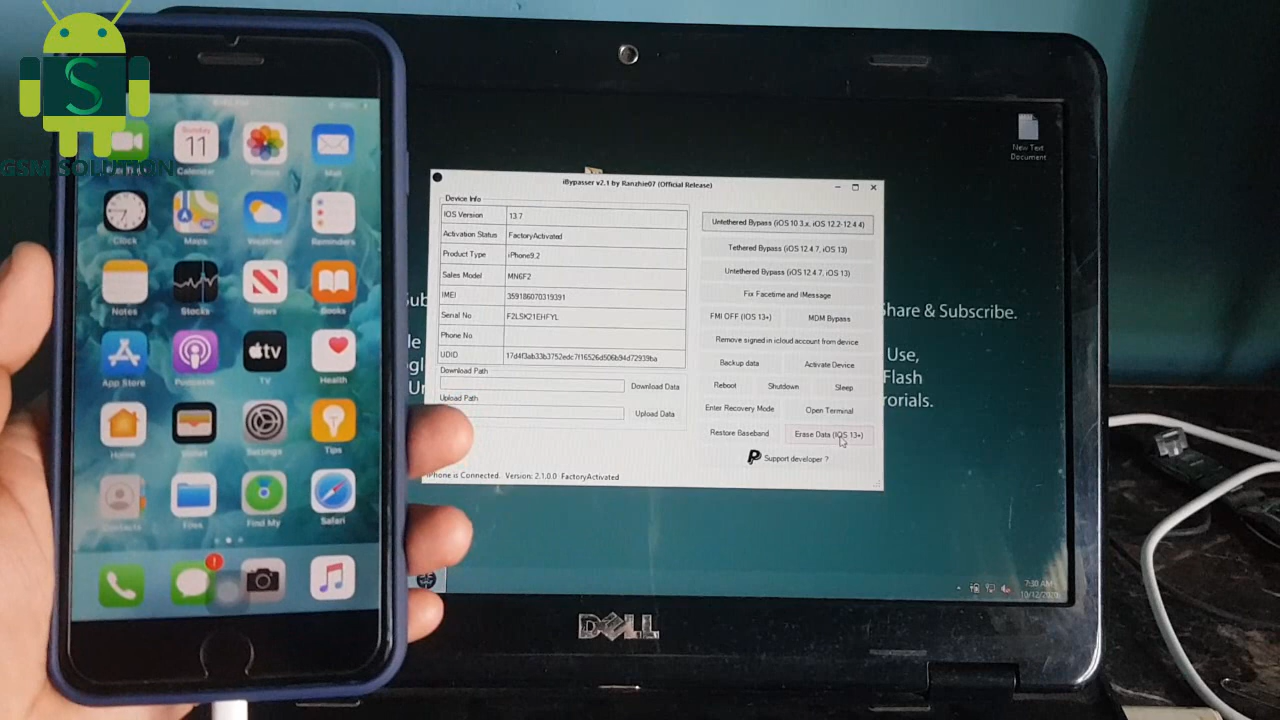 S
GSM SOLUTION
Sunday
11
Calendar
Photos
Mail
Clock
Maps
Weather
Reminders
Notes
Stocks
News
Books
App Store
Podcasts
tv
TV
Health
Home
Wallet
Settings
Tips
Contacts
Files
Find My
Safari
New Text
Document
iBypasser v2.1 by Ranzhie07 (Official Release)
Device Info
IOS Version 13.7
Activation Status FactoryActivated
Product Type iPhone9,2
Sales Model MN6F2
IMEI 359186070319391
Serial No F2LSK21EHFYL
Phone No.
UDID 17d4f3ab33b3752edc7f16526d506b94d72939ba
Download Path
Download Data
Upload Path
Upload Data
Untethered Bypass (iOS 10.3.x, iOS 12.2-12.4.4)
Tethered Bypass (iOS 12.4.7, iOS 13)
Untethered Bypass (iOS 12.4.7, iOS 13)
Fix Facetime and iMessage
FMI OFF (IOS 13+) MDM Bypass
Remove signed in icloud account from device
Backup data Activate Device
Reboot Shutdown Sleep
Enter Recovery Mode Open Terminal
Restore Baseband Erase Data (IOS 13+)
Support developer ?
iPhone is Connected. Version: 2.1.0.0 FactoryActivated
Share & Subscribe.
Use,
Flash
7:30 AM
10/12/2020
DELL